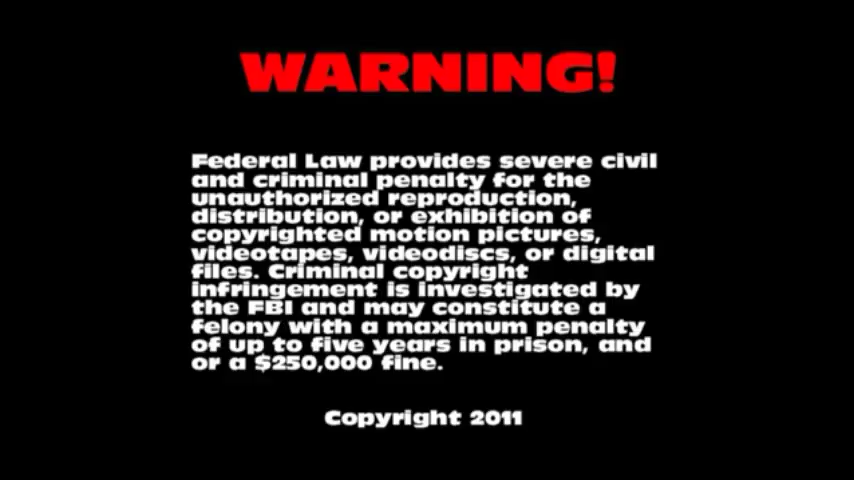 WARNING!
Federal Law provides severe civil
and criminal penalty for the
unauthorized reproduction,
distribution, or exhibition of
copyrighted motion pictures,
videotapes, videodiscs, or digital
files. Criminal copyright
infringement is investigated by
the FBI and may constitute a
felony with a maximum penalty
of up to five years in prison, and
or a $250,000 fine.
Copyright 2011